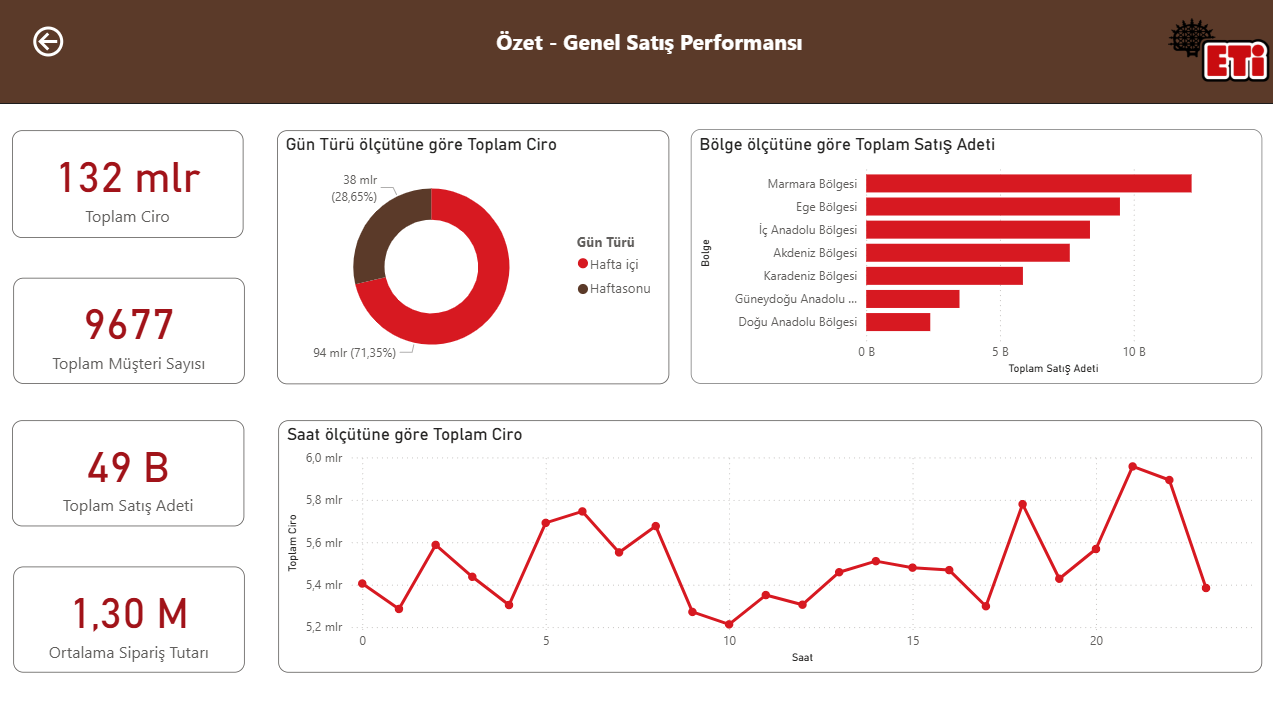 Özet - Genel Satış Performansı
ETİ
132 mlr
Toplam Ciro
9677
Toplam Müşteri Sayısı
49 B
Toplam Satış Adeti
1,30 M
Ortalama Sipariş Tutarı
Gün Türü ölçütüne göre Toplam Ciro
38 mlr
(28,65%)
94 mlr (71,35%)
Gün Türü
Hafta içi
Haftasonu
Bölge ölçütüne göre Toplam Satış Adeti
Bolge
Marmara Bölgesi
Ege Bölgesi
İç Anadolu Bölgesi
Akdeniz Bölgesi
Karadeniz Bölgesi
Güneydoğu Anadolu ...
Doğu Anadolu Bölgesi
0 B 5 B 10 B
Toplam Satış Adeti
Saat ölçütüne göre Toplam Ciro
Toplam Ciro
6,0 mlr
5,8 mlr
5,6 mlr
5,4 mlr
5,2 mlr
0 5 10 15 20
Saat